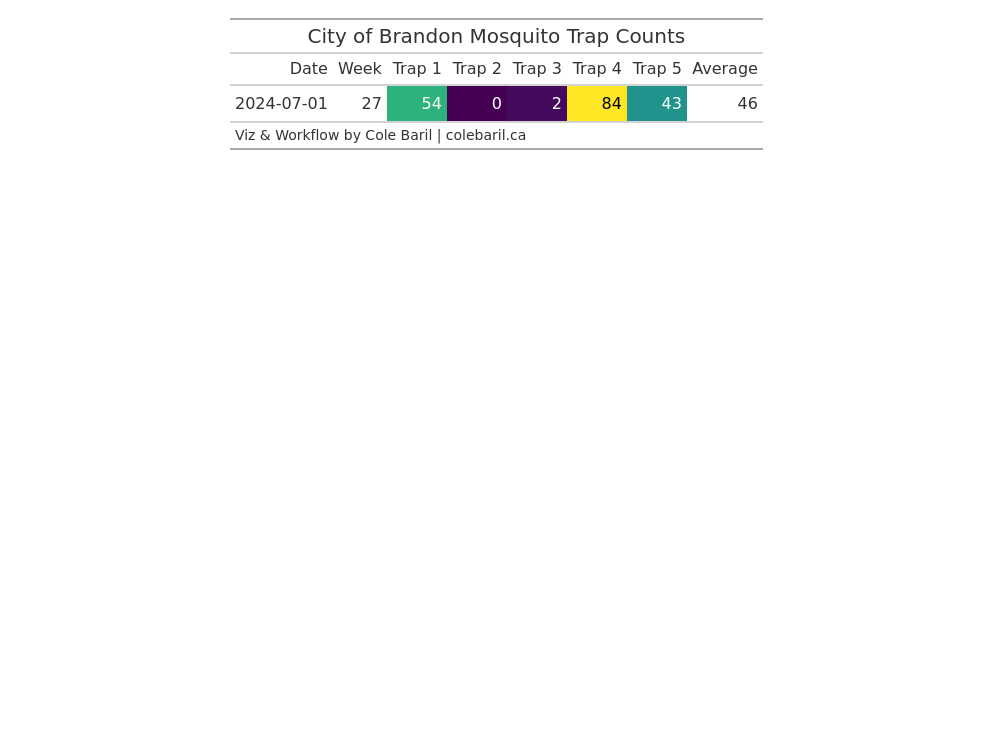 City of Brandon Mosquito Trap Counts
Date Week Trap 1 Trap 2 Trap 3 Trap 4 Trap 5 Average
2024-07-01 27 54 0 2 84 43 46
Viz & Workflow by Cole Baril | colebaril.ca